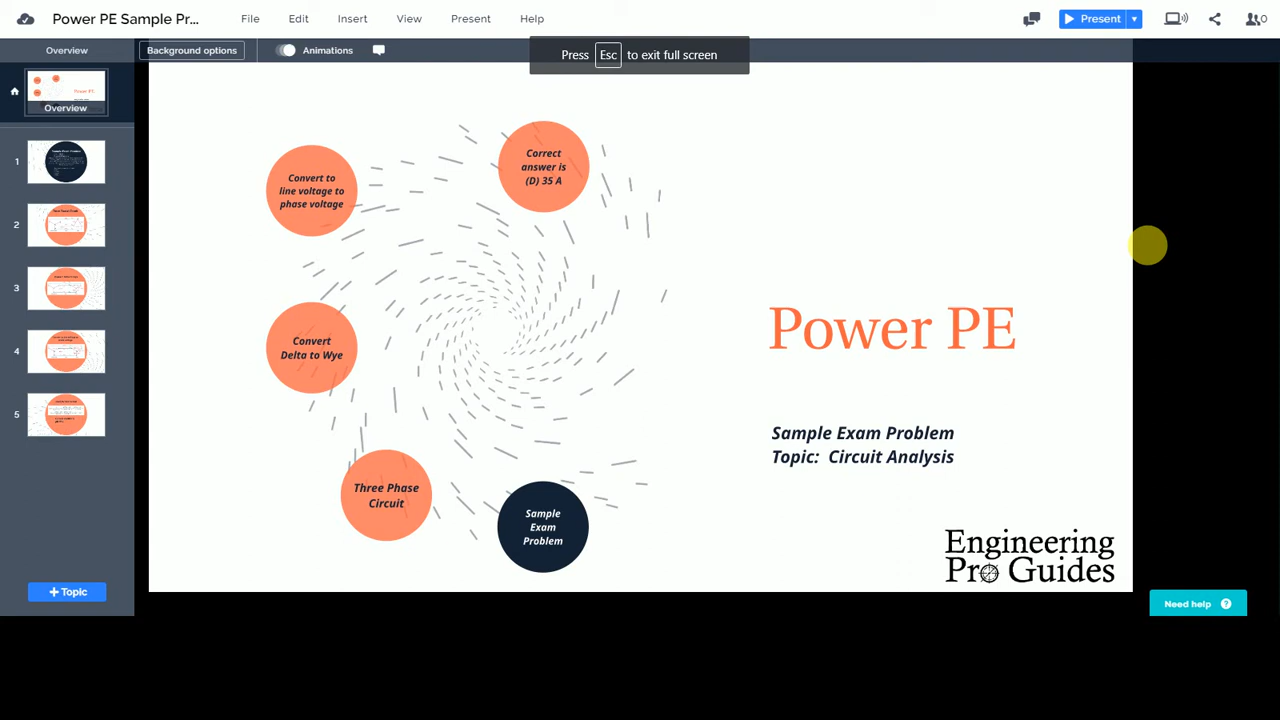 Power PE Sample Pr...
File
Edit
Insert
View
Present
Help
Present
0
Overview
Background options
Animations
Press Esc to exit full screen
Power PE.
Overview
1
2
3
4
5
+ Topic
Convert to
line voltage to
phase voltage
Correct
answer is
(D) 35 A
Convert
Delta to Wye
Three Phase
Circuit
Sample
Exam
Problem
Power PE
Sample Exam Problem
Topic: Circuit Analysis
Engineering
Pro Guides
Need help ?